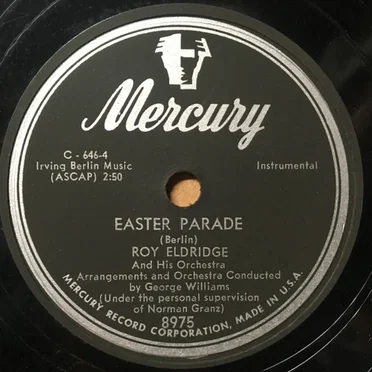 Mercury
C - 646-4
Irving Berlin Music
(ASCAP) 2:50
Instrumental
EASTER PARADE
(Berlin)
ROY ELDRIDGE
And His Orchestra
Arrangements and Orchestra Conducted
by George Williams
(Under the personal supervision
of Norman Granz)
8975
MERCURY RECORD CORPORATION, MADE IN U.S.A.